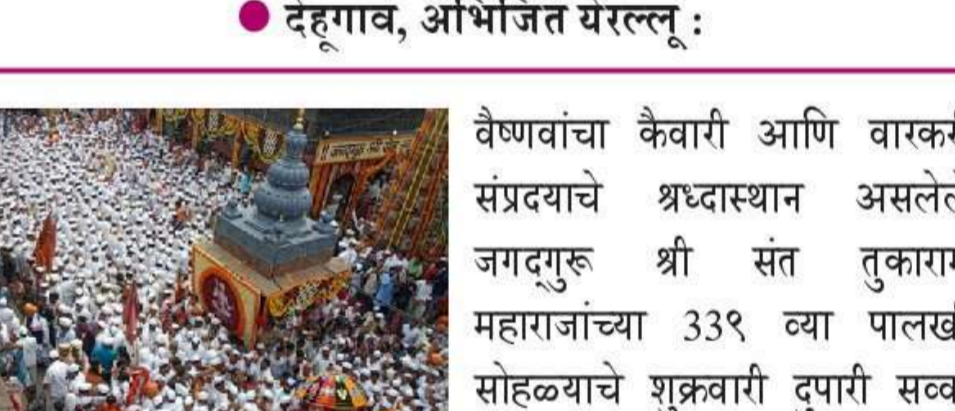 ● देहूगाव, अभिजित येरल्लू :
वैष्णवांचा कैवारी आणि
संप्रदयाचे श्रध्दास्थान
जगद्‌गुरू श्री संत
महाराजांच्या ३३९ व्या
सोहळ्याचे शुक्रवारी दुपारी